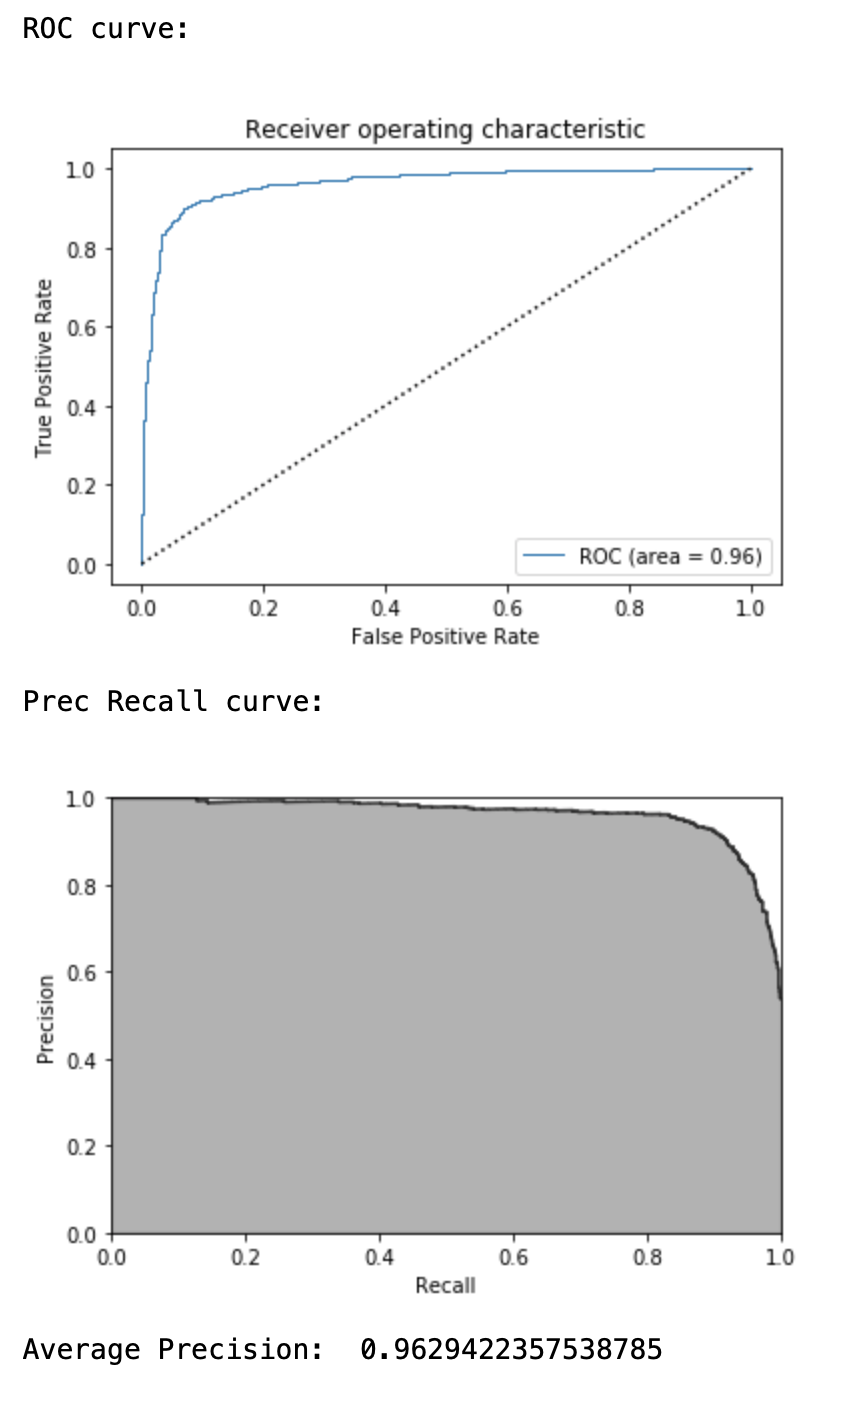 ROC curve:
Receiver operating characteristic
1.0
0.8
0.6
0.4
0.2
0.0
True Positive Rate
ROC (area = 0.96)
0.0 0.2 0.4 0.6 0.8 1.0
False Positive Rate
Prec Recall curve:
1.0
0.8
0.6
0.4
0.2
0.0
Precision
0.0 0.2 0.4 0.6 0.8 1.0
Recall
Average Precision: 0.9629422357538785